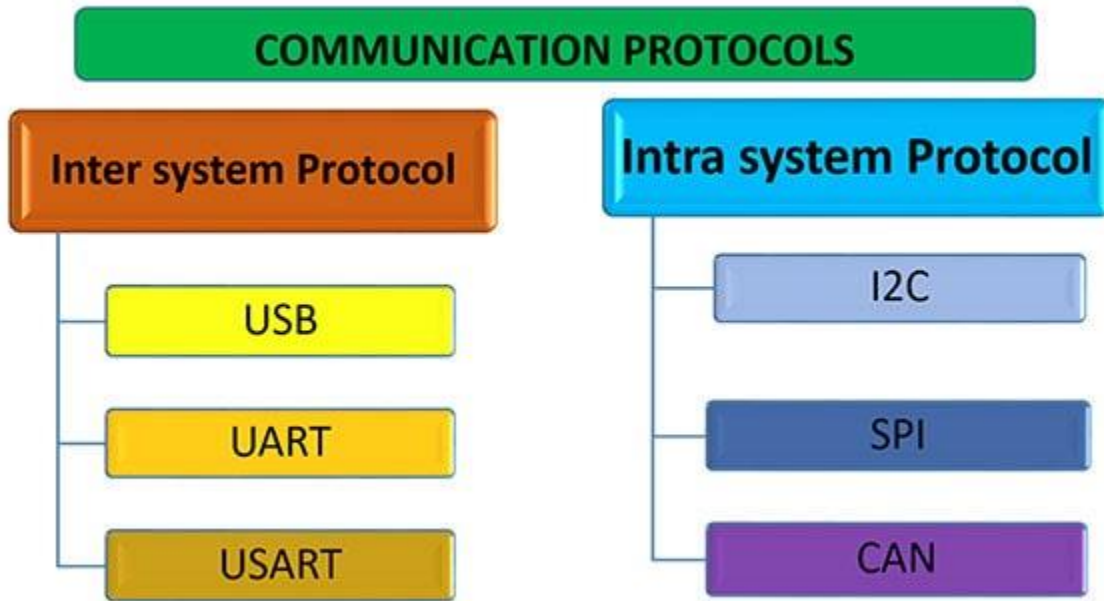 COMMUNICATION PROTOCOLS
Inter system Protocol
USB
UART
USART
Intra system Protocol
I2C
SPI
CAN